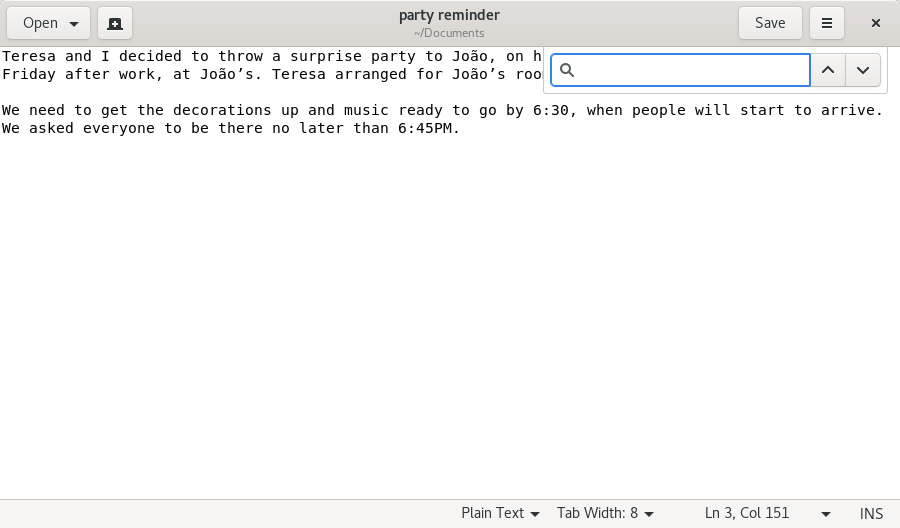 Open
party reminder
~/Documents
Save
Teresa and I decided to throw a surprise party to João, on
Friday after work, at João’s. Teresa arranged for João’s
We need to get the decorations up and music ready to go by 6:30, when people will start to arrive.
We asked everyone to be there no later than 6:45PM.
Plain Text
Tab Width: 8
Ln 3, Col 151
INS